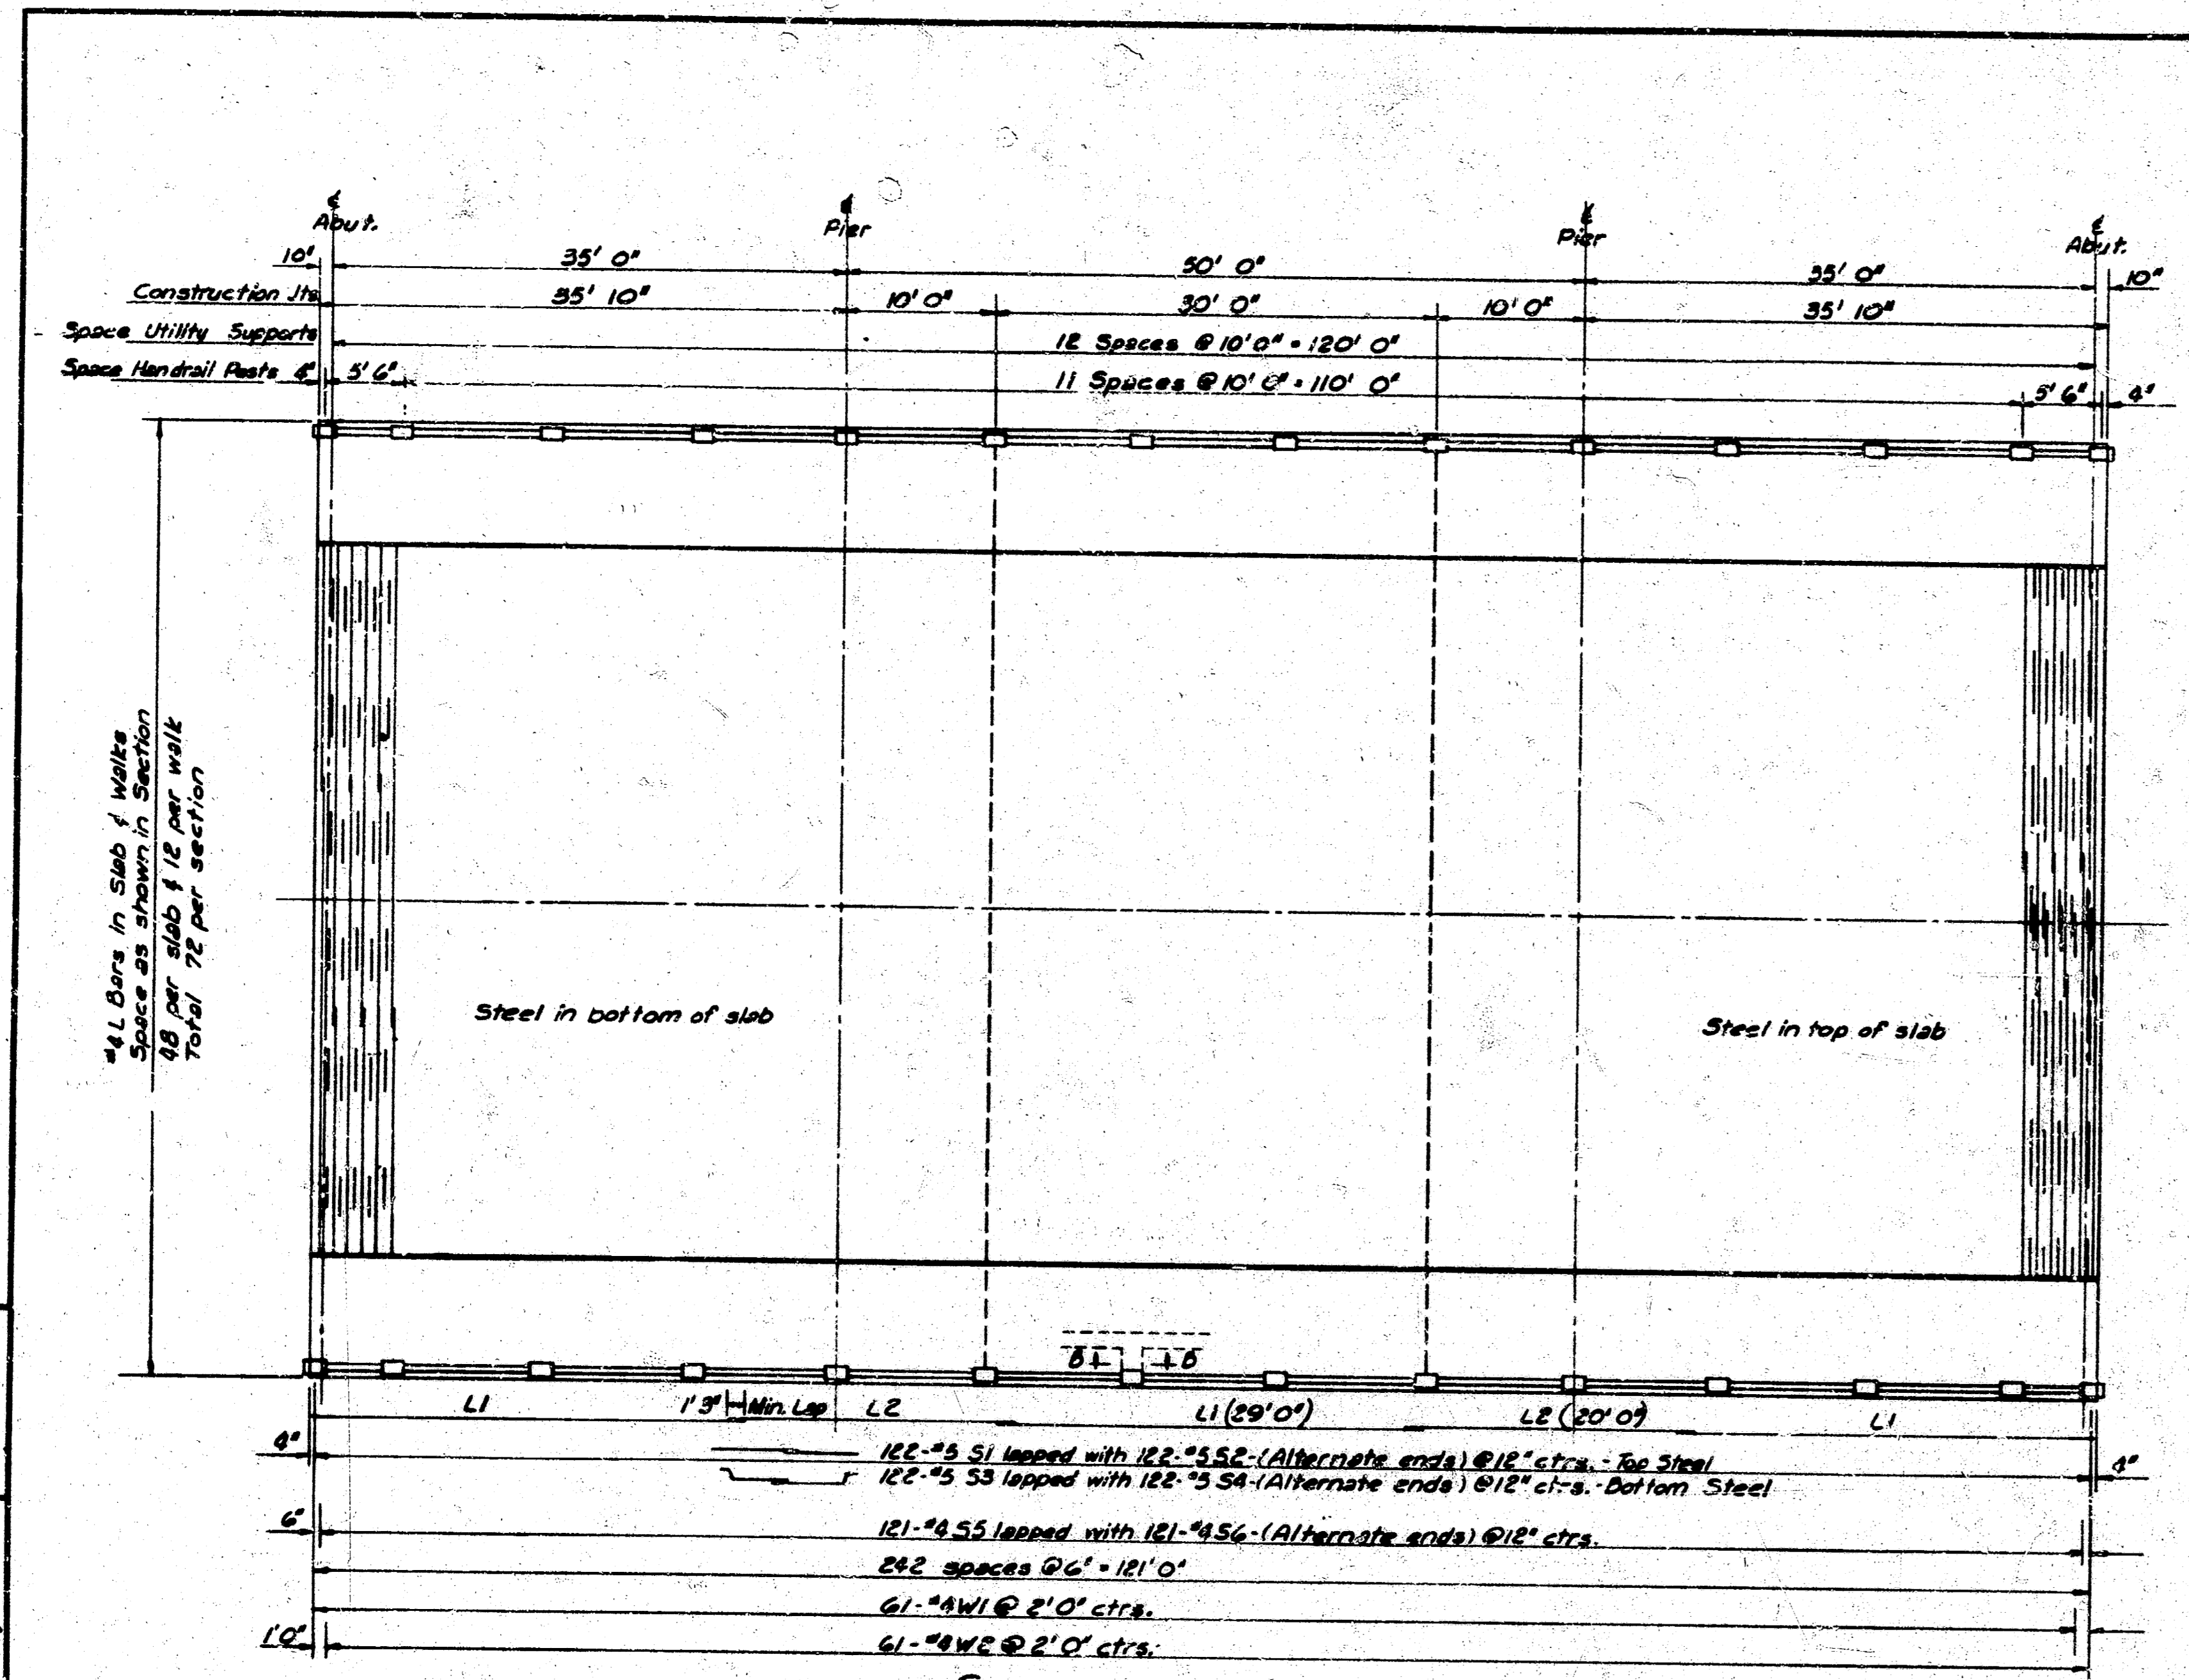 ℄ Abut.
℄ Pier
℄ Pier
℄ Abut.
10" 35' 0" 50' 0" 35' 0" 10"
Construction Jts 35' 10" 10' 0" 30' 0" 10' 0" 35' 10"
Space Utility Supports 12 Spaces @ 10' 0" = 120' 0"
Space Handrail Posts 4" 5' 6" 11 Spaces @ 10' 0" = 110' 0" 5' 6" 4"
#4 L Bars in Slab & Walks
Space as shown in Section
48 per slab & 12 per walk
Total 72 per section
Steel in bottom of slab
Steel in top of slab
B B
L1 1' 3" Min. Lap L2 L1 (29' 0") L2 (20' 0") L1
4" 122-#5 S1 lapped with 122-#5 S2-(Alternate ends) @ 12" ctrs.-Top Steel 4"
122-#5 S3 lapped with 122-#5 S4-(Alternate ends) @ 12" ctrs.-Bottom Steel
6" 121-#4 S5 lapped with 121-#4 S6-(Alternate ends) @ 12" ctrs.
242 spaces @ 6" = 121' 0"
61-#4 W1 @ 2' 0" ctrs.
1' 0" 61-#4 W2 @ 2' 0" ctrs.